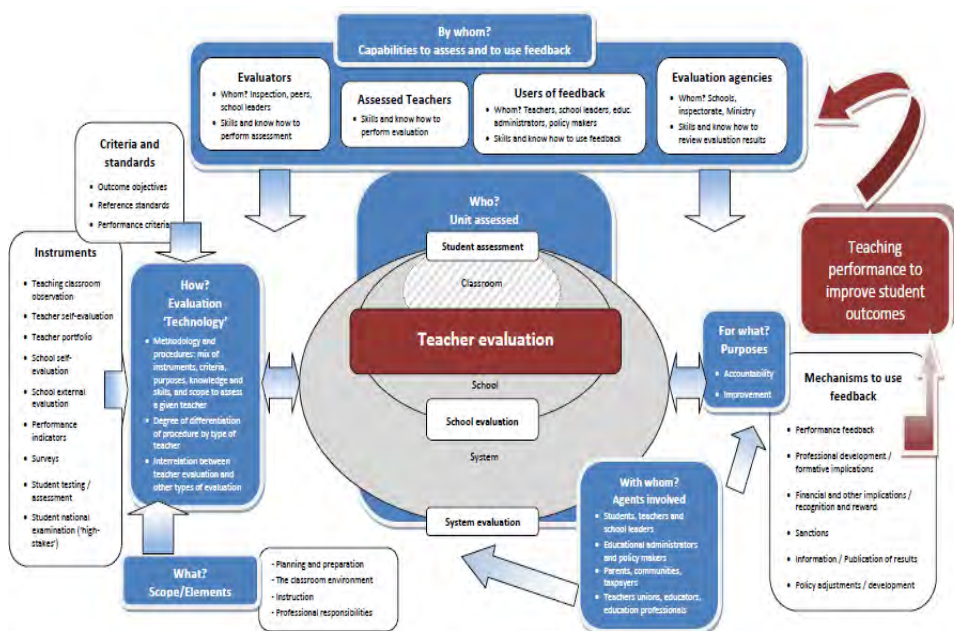 By whom?
Capabilities to assess and to use feedback
Evaluators
• Whom? Inspection, peers,
school leaders
• Skills and know how to
perform assessment
Assessed Teachers
• Skills and know how to
perform evaluation
Users of feedback
• Whom? Teachers, school leaders, educ.
administrators, policy makers
• Skills and know how to use feedback
Evaluation agencies
• Whom? Schools,
inspectorate, Ministry
• Skills and know how to
review evaluation results
Criteria and
standards
• Outcome objectives
• Reference standards
• Performance criteria
Instruments
• Teaching classroom
observation
• Teacher self-evaluation
• Teacher portfolio
• School self-
evaluation
• School external
evaluation
• Performance
indicators
• Surveys
• Student testing /
assessment
• Student national
examination ('high-
stakes')
How?
Evaluation
'Technology'
• Methodology and
procedures: mix of
instruments, criteria,
purposes, knowledge and
skills, and scope to assess
a given teacher
• Degree of differentiation
of procedure by type of
teacher
• Interrelation between
teacher evaluation and
other types of evaluation
What?
Scope/Elements
- Planning and preparation
- The classroom environment
- Instruction
- Professional responsibilities
Who?
Unit assessed
Student assessment
Classroom
Teacher evaluation
School
School evaluation
System
System evaluation
For what?
Purposes
• Accountability
• Improvement
With whom?
Agents involved
• Students, teachers and
school leaders
• Educational administrators
and policy makers
• Parents, communities,
taxpayers
• Teachers unions, educators,
education professionals
Teaching
performance to
improve student
outcomes
Mechanisms to use
feedback
• Performance feedback
• Professional development /
formative implications
• Financial and other implications /
recognition and reward
• Sanctions
• Information / Publication of results
• Policy adjustments / development